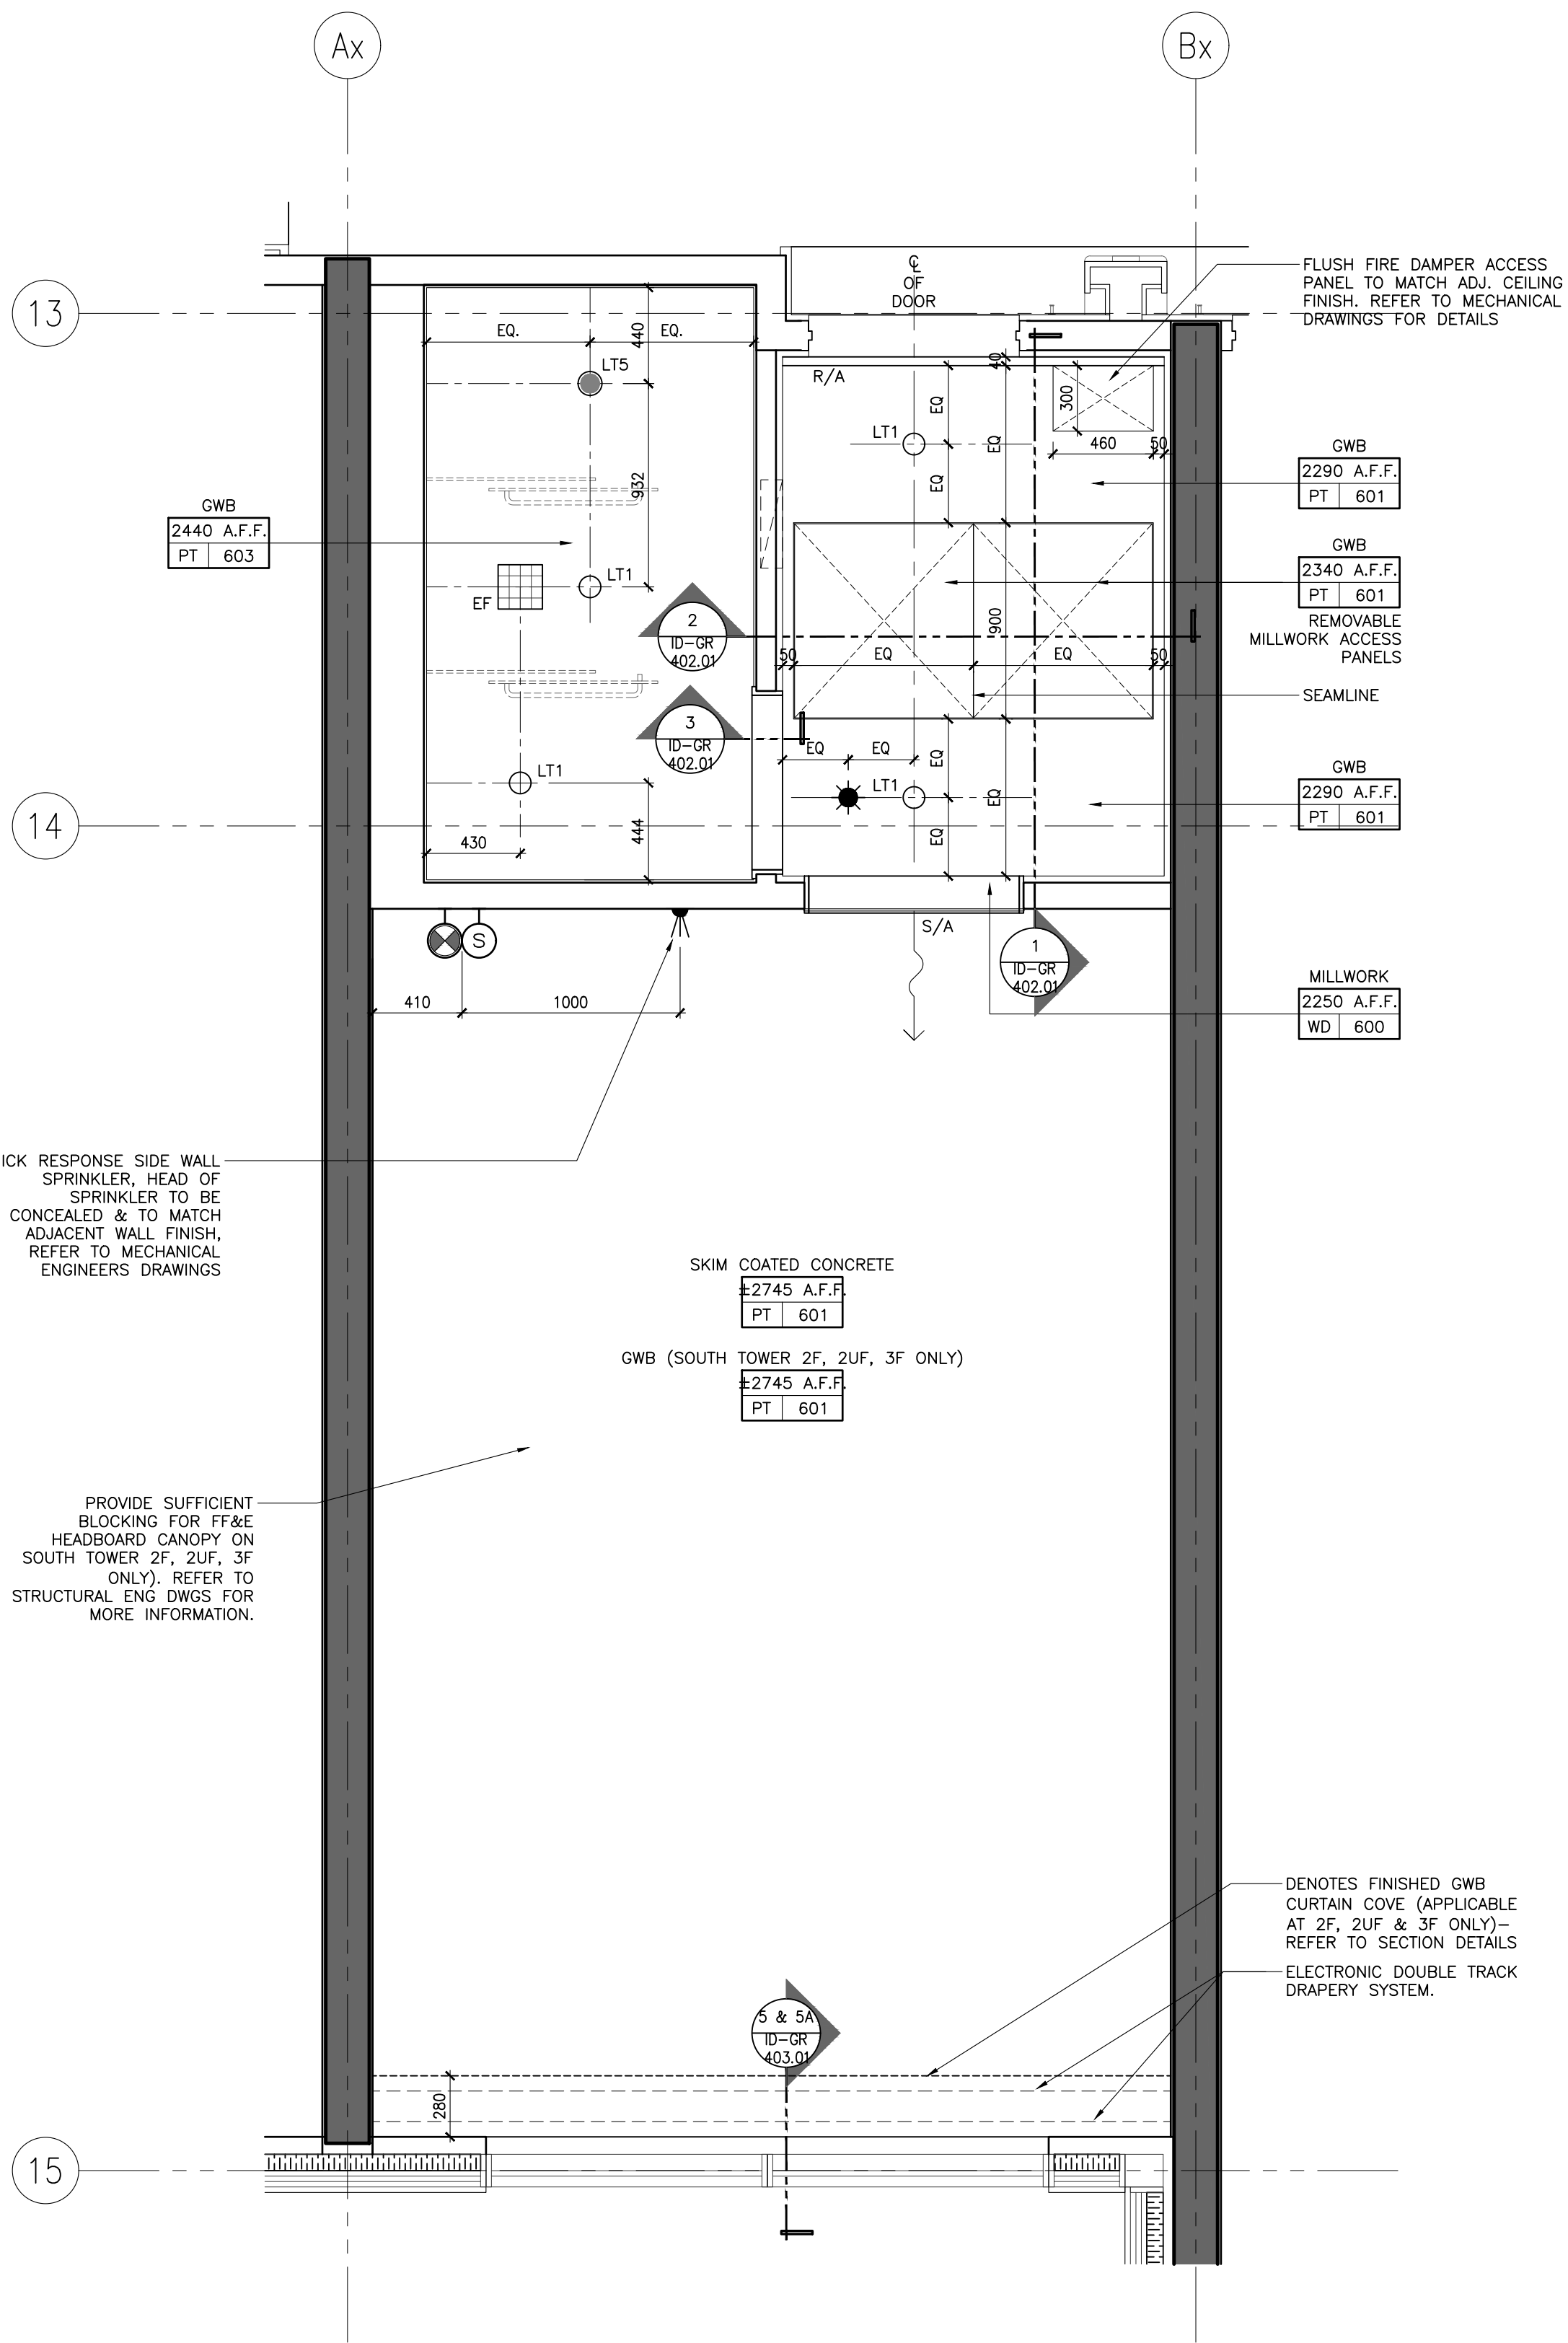 Ax
Bx
13
14
15
℄
OF
DOOR
FLUSH FIRE DAMPER ACCESS
PANEL TO MATCH ADJ. CEILING
FINISH. REFER TO MECHANICAL
DRAWINGS FOR DETAILS
EQ.
EQ.
440
LT5
932
R/A
40
EQ
EQ
LT1
EQ
300
460
50
GWB
2290 A.F.F.
PT 601
GWB
2440 A.F.F.
PT 603
GWB
2340 A.F.F.
PT 601
REMOVABLE
MILLWORK ACCESS
PANELS
EF
LT1
2
ID-GR
402.01
900
50
EQ
EQ
50
SEAMLINE
3
ID-GR
402.01
EQ
EQ
EQ
LT1
LT1
EQ
EQ
GWB
2290 A.F.F.
PT 601
430
444
S
S/A
1
ID-GR
402.01
410
1000
MILLWORK
2250 A.F.F.
WD 600
ICK RESPONSE SIDE WALL
SPRINKLER, HEAD OF
SPRINKLER TO BE
CONCEALED & TO MATCH
ADJACENT WALL FINISH,
REFER TO MECHANICAL
ENGINEERS DRAWINGS
SKIM COATED CONCRETE
±2745 A.F.F.
PT 601
GWB (SOUTH TOWER 2F, 2UF, 3F ONLY)
±2745 A.F.F.
PT 601
PROVIDE SUFFICIENT
BLOCKING FOR FF&E
HEADBOARD CANOPY ON
SOUTH TOWER 2F, 2UF, 3F
ONLY). REFER TO
STRUCTURAL ENG DWGS FOR
MORE INFORMATION.
DENOTES FINISHED GWB
CURTAIN COVE (APPLICABLE
AT 2F, 2UF & 3F ONLY)-
REFER TO SECTION DETAILS
ELECTRONIC DOUBLE TRACK
DRAPERY SYSTEM.
5 & 5A
ID-GR
403.01
280